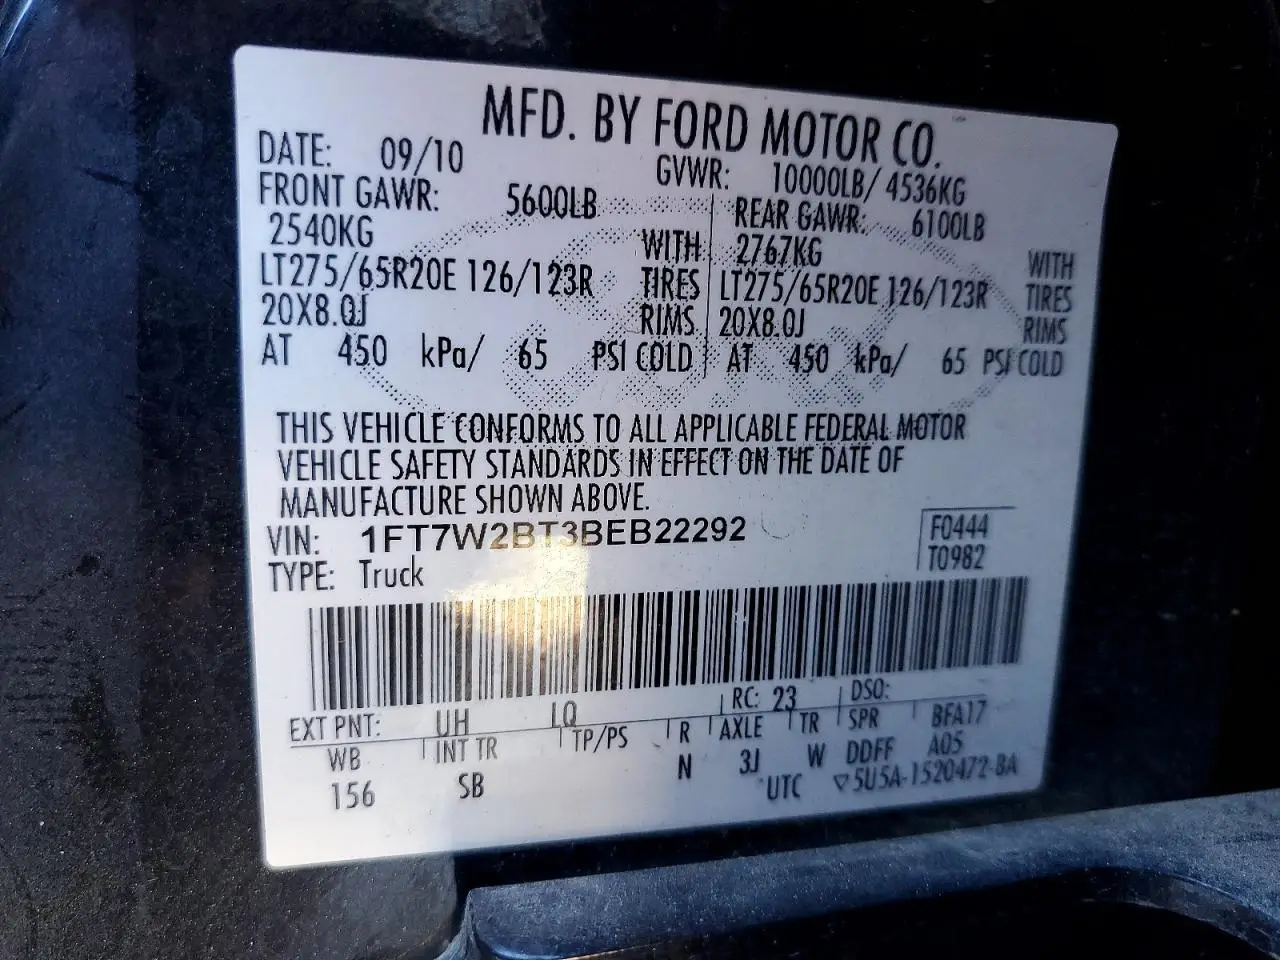 MFD. BY FORD MOTOR CO.
DATE: 09/10 GVWR: 10000LB/ 4536KG
FRONT GAWR: 5600LB REAR GAWR: 6100LB
2540KG WITH 2767KG WITH
LT275/65R20E 126/123R TIRES LT275/65R20E 126/123R TIRES
20X8.0J RIMS 20X8.0J RIMS
AT 450 kPa/ 65 PSI COLD AT 450 kPa/ 65 PSI COLD
THIS VEHICLE CONFORMS TO ALL APPLICABLE FEDERAL MOTOR
VEHICLE SAFETY STANDARDS IN EFFECT ON THE DATE OF
MANUFACTURE SHOWN ABOVE.
VIN: 1FT7W2BT3BEB22292 F0444
TYPE: Truck T0982
EXT PNT: UH LQ RC: 23 DSO:
WB INT TR TP/PS R AXLE TR SPR BFA17
156 SB N 3J W DDFF A05
UTC ▽5U5A-1520472-BA